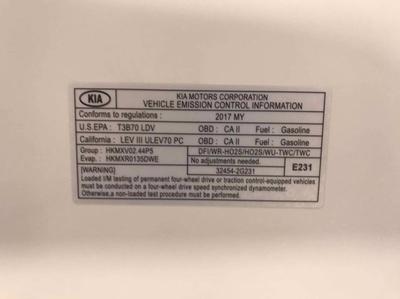 KIA
KIA MOTORS CORPORATION
VEHICLE EMISSION CONTROL INFORMATION
Conforms to regulations : 2017 MY
U.S.EPA : T3B70 LDV OBD : CA II Fuel : Gasoline
California : LEV III ULEV70 PC OBD : CA II Fuel : Gasoline
Group : HKMXV02.44P5 DFI/WR-HO2S/HO2S/WU-TWC/TWC
Evap. : HKMXR0135DWE No adjustments needed. E231
[WARNING] 32454-2G231
Loaded I/M testing of permanent four-wheel drive or traction control-equipped vehicles
must be conducted on a four-wheel drive speed synchronized dynamometer.
Otherwise,a non-loaded test procedure must be conducted.